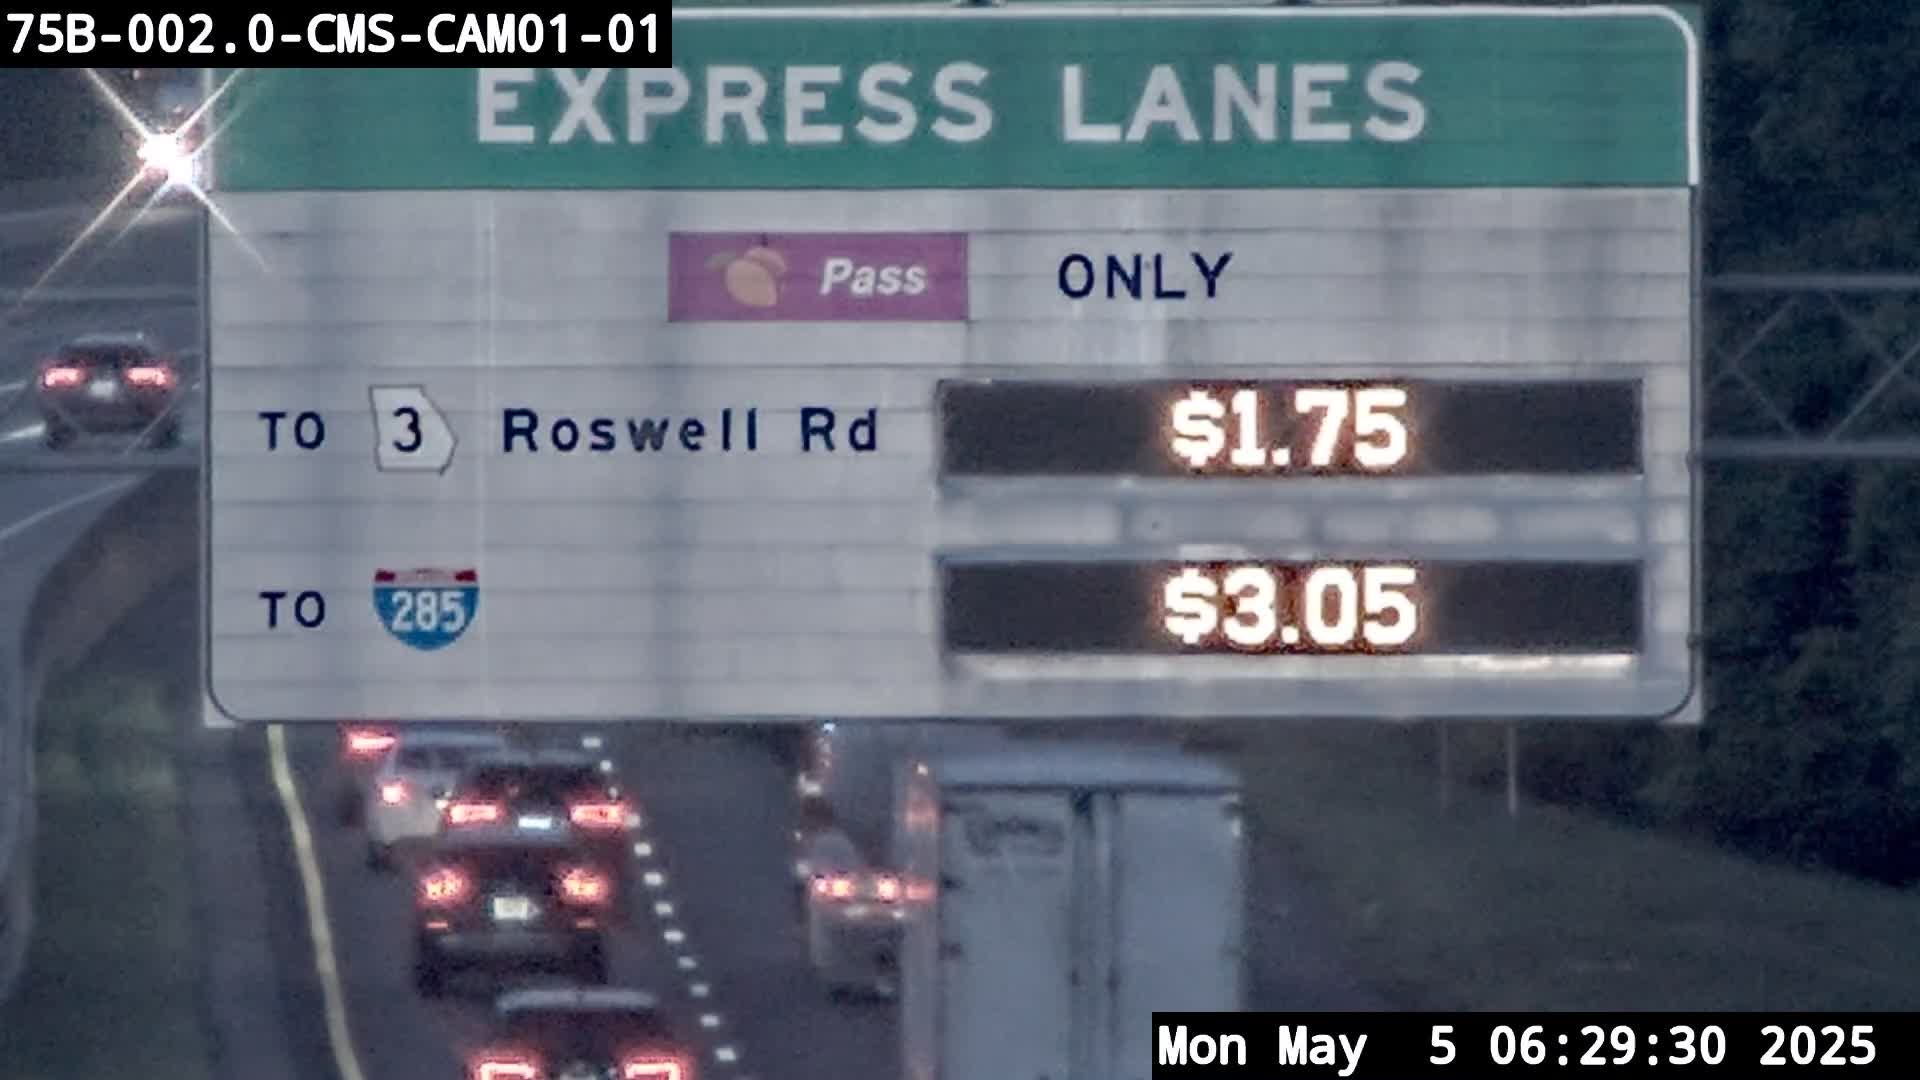 75B-002.0-CMS-CAM01-01
EXPRESS LANES
Pass ONLY
TO 3 Roswell Rd $1.75
TO 285 $3.05
Mon May 5 06:29:30 2025